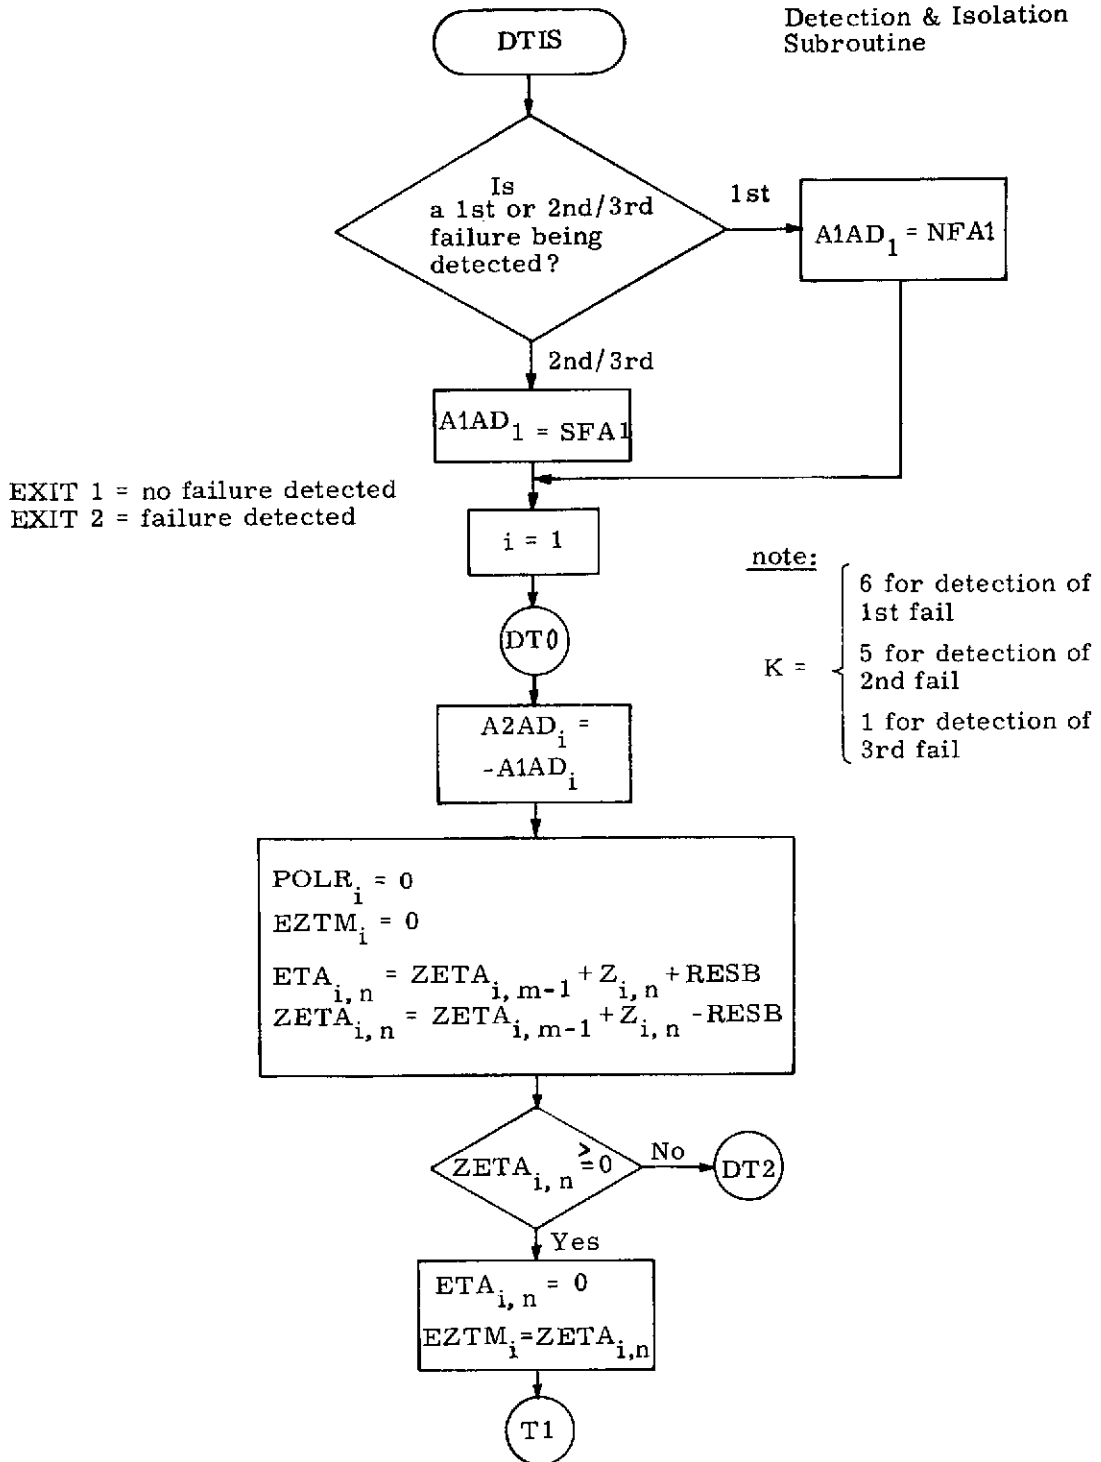 Detection & Isolation
Subroutine
DTIS
Is
a 1st or 2nd/3rd
failure being
detected?
1st
A1AD1 = NFA1
2nd/3rd
A1AD1 = SFA1
EXIT 1 = no failure detected
EXIT 2 = failure detected
i = 1
note:
K =
6 for detection of
1st fail
5 for detection of
2nd fail
1 for detection of
3rd fail
DT0
A2ADi =
-A1ADi
POLRi = 0
EZTMi = 0
ETAi, n = ZETAi, m-1 + Zi, n + RESB
ZETAi, n = ZETAi, m-1 + Zi, n - RESB
ZETAi, n ≥ 0
No
DT2
Yes
ETAi, n = 0
EZTMi = ZETAi,n
T1